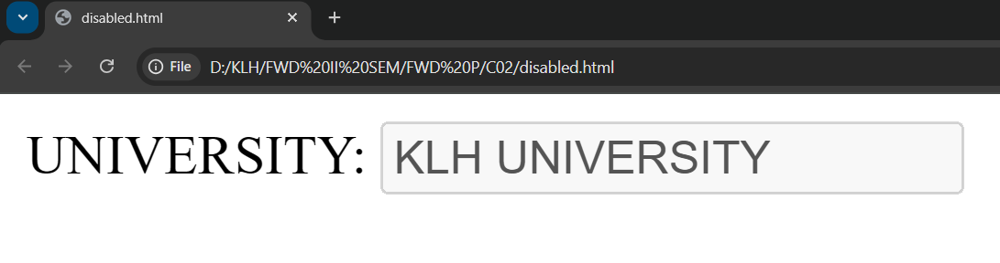 disabled.html
File D:/KLH/FWD%20II%20SEM/FWD%20P/C02/disabled.html
UNIVERSITY: KLH UNIVERSITY